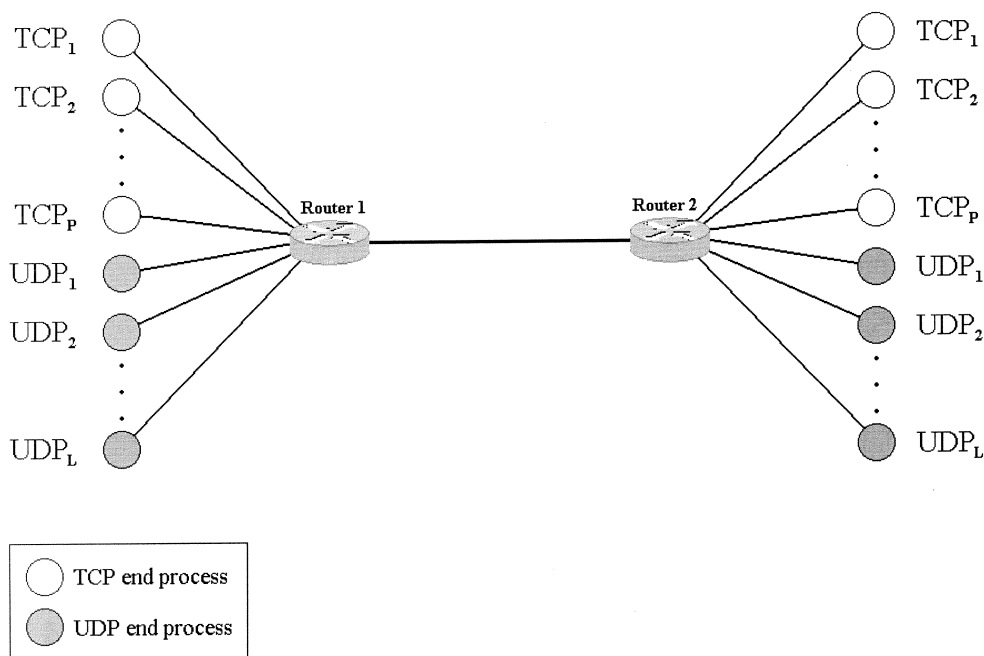 TCP1
TCP2
TCPP
UDP1
UDP2
UDPL
Router 1
Router 2
TCP1
TCP2
TCPP
UDP1
UDP2
UDPL
TCP end process
UDP end process